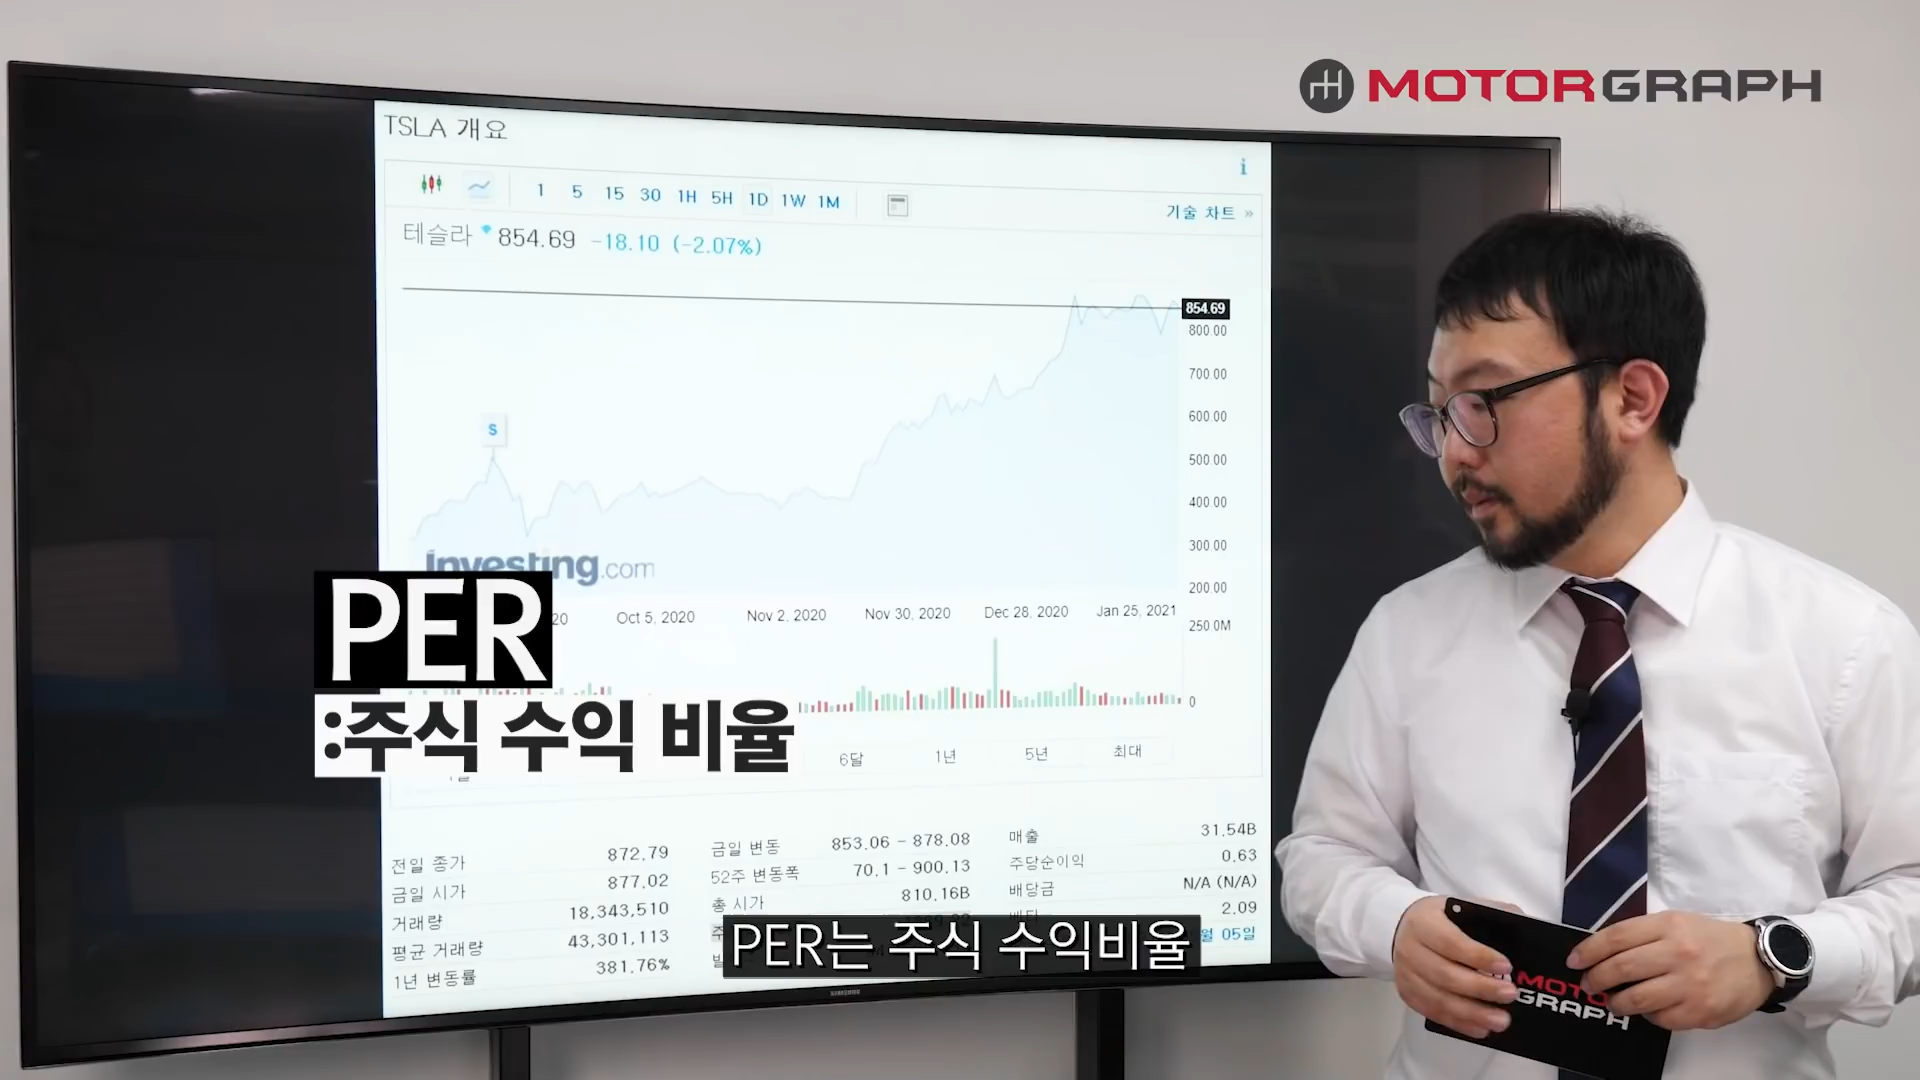 MOTORGRAPH
TSLA 개요
1 5 15 30 1H 5H 1D 1W 1M
기술 차트 »
테슬라 854.69 -18.10 (-2.07%)
854.69
800.00
700.00
600.00
500.00
400.00
300.00
200.00
S
investing.com
20 Oct 5, 2020 Nov 2, 2020 Nov 30, 2020 Dec 28, 2020 Jan 25, 2021
250.0M
0
PER
:주식 수익 비율
6달 1년 5년 최대
전일 종가 872.79
금일 시가 877.02
거래량 18,343,510
평균 거래량 43,301,113
1년 변동률 381.76%
금일 변동 853.06 - 878.08
52주 변동폭 70.1 - 900.13
총 시가 810.16B
매출 31.54B
주당순이익 0.63
배당금 N/A (N/A)
2.09
월 05일
PER는 주식 수익비율
SAMSUNG
MOTO
GRAPH